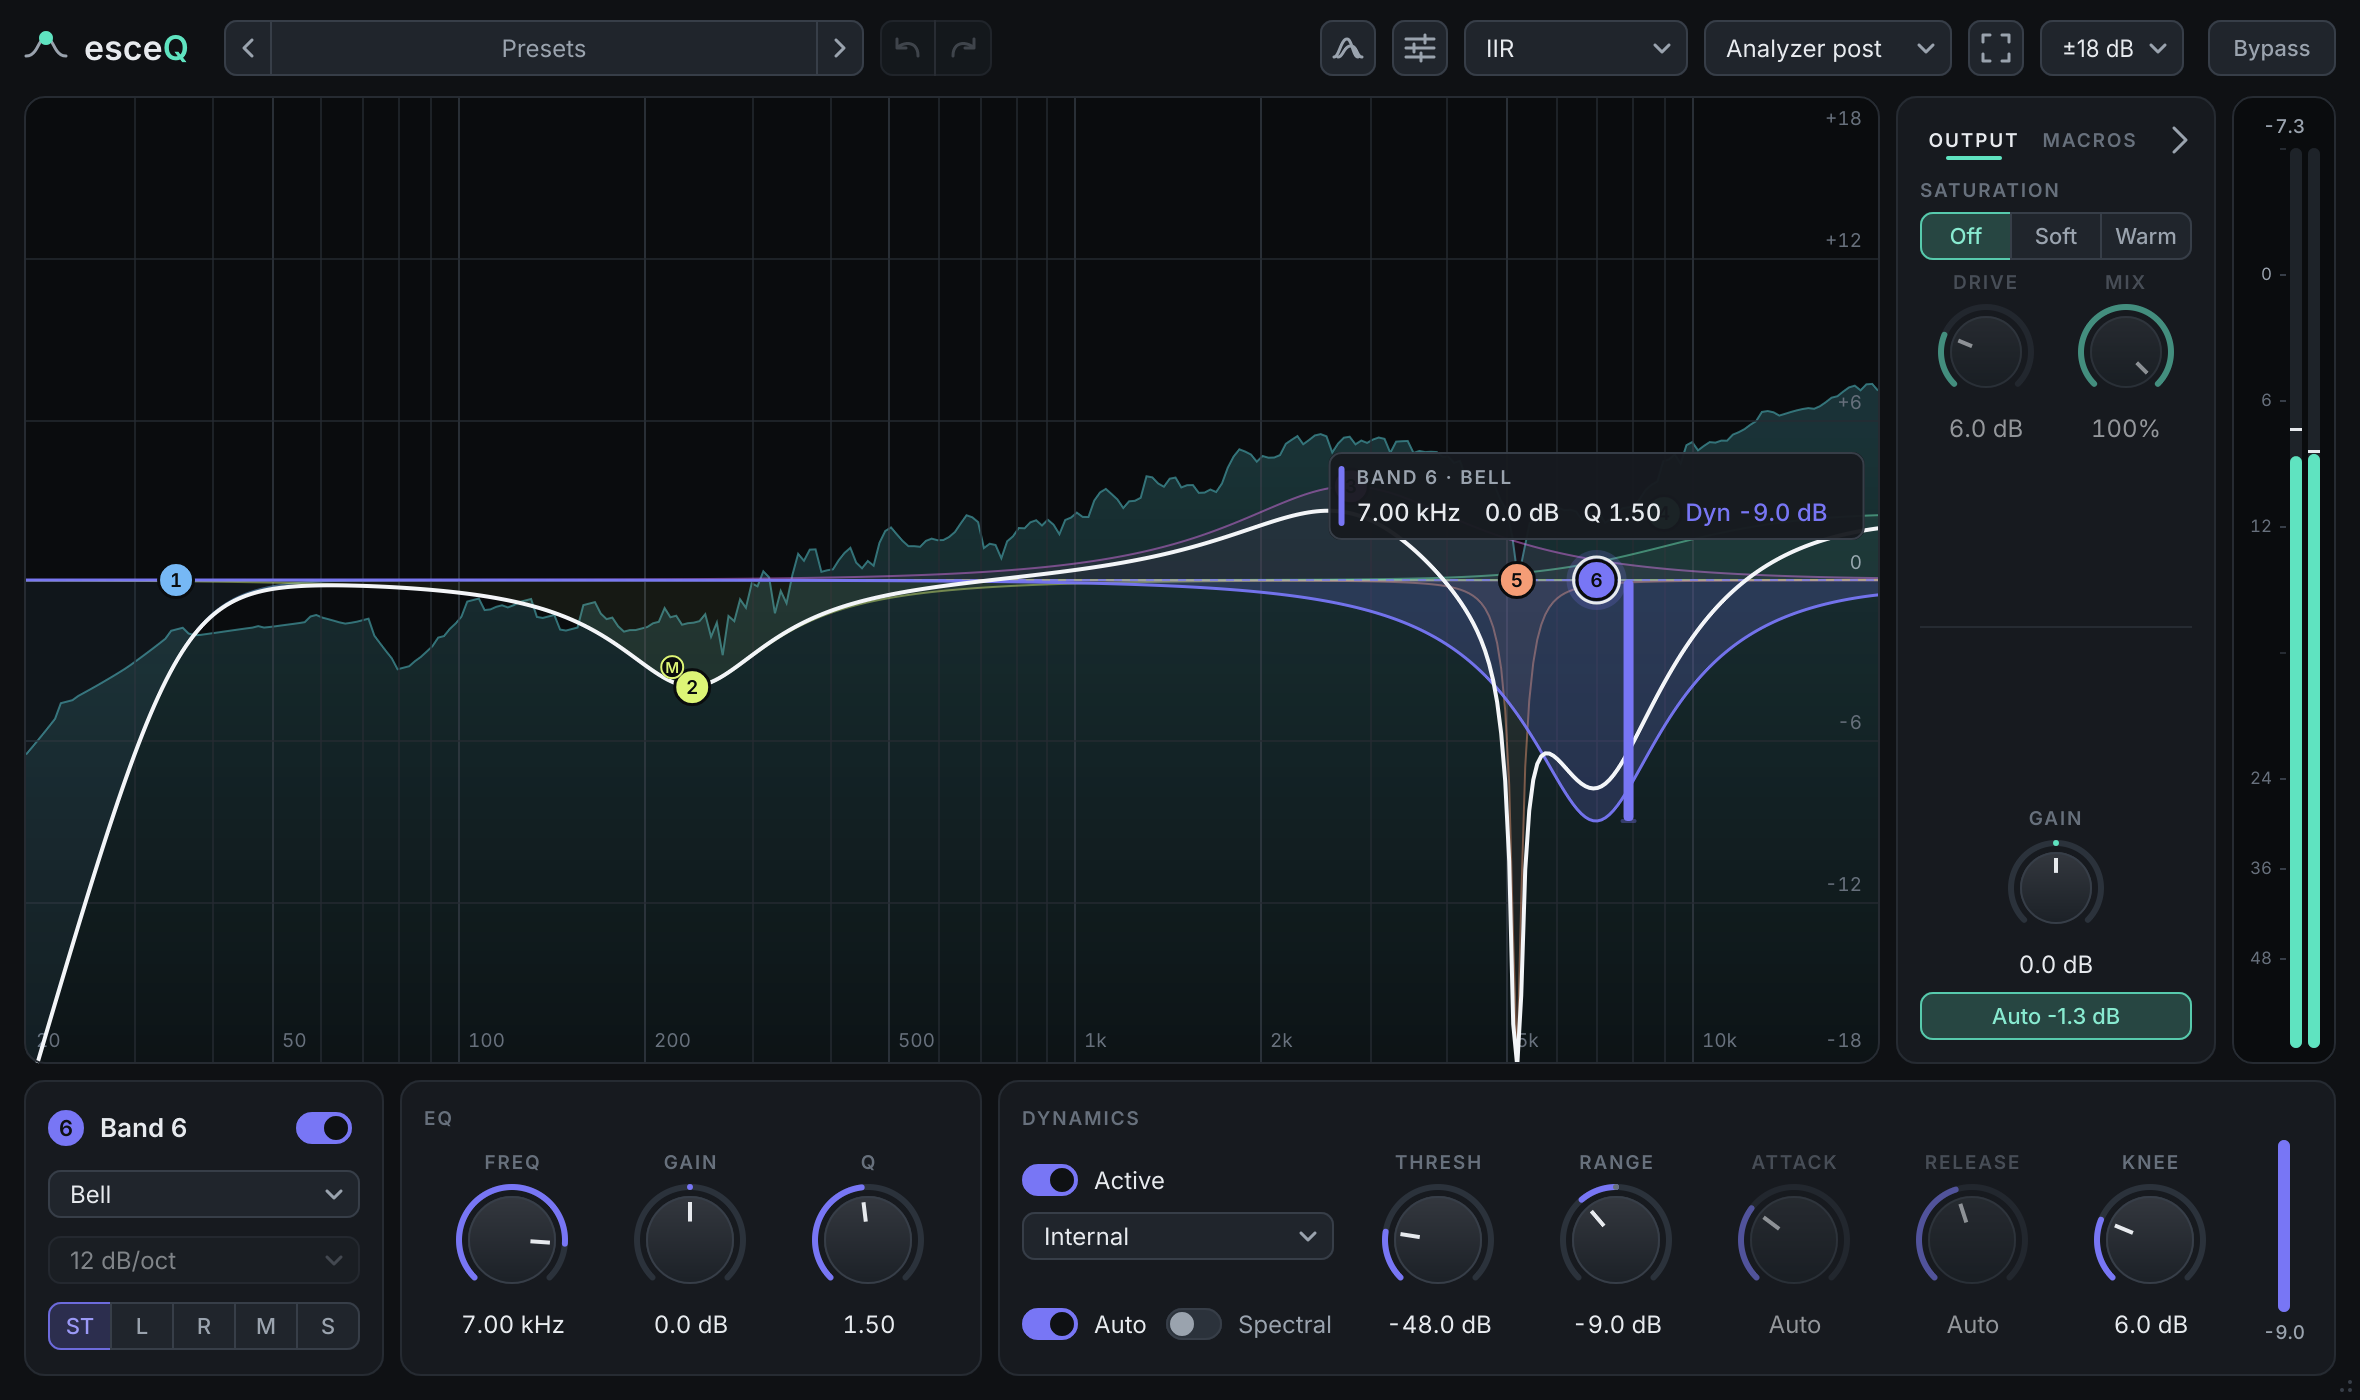 esceQ
Presets
IIR
Analyzer post
±18 dB
Bypass
+18
+12
+6
0
-6
-12
-18
20
50
100
200
500
1k
2k
5k
10k
1
M
2
5
6
BAND 6 · BELL
7.00 kHz 0.0 dB Q 1.50 Dyn -9.0 dB
OUTPUT MACROS
SATURATION
Off Soft Warm
DRIVE MIX
6.0 dB 100%
GAIN
0.0 dB
Auto -1.3 dB
-7.3
0
6
12
24
36
48
6 Band 6
Bell
12 dB/oct
ST L R M S
EQ
FREQ GAIN Q
7.00 kHz 0.0 dB 1.50
DYNAMICS
Active
Internal
Auto Spectral
THRESH RANGE ATTACK RELEASE KNEE
-48.0 dB -9.0 dB Auto Auto 6.0 dB
-9.0